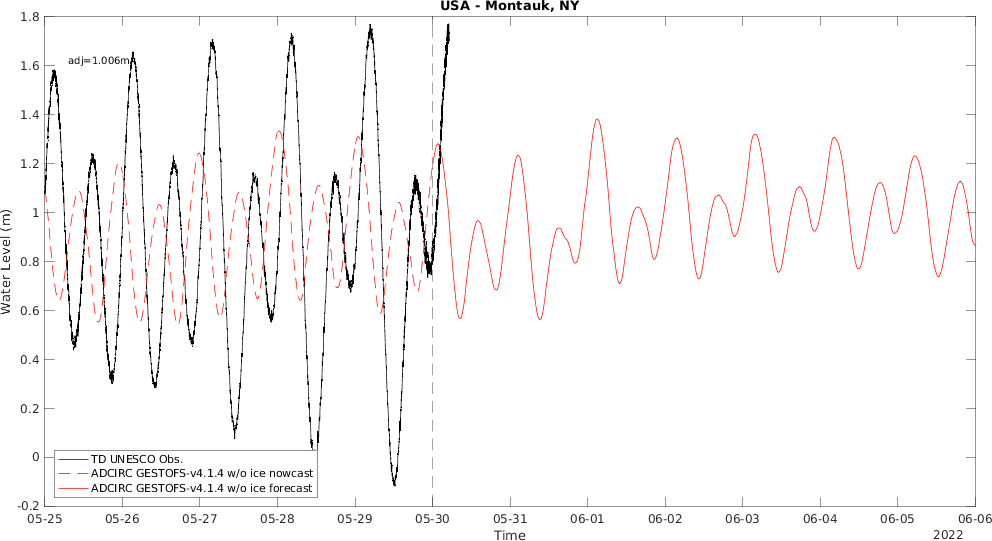 USA - Montauk, NY
adj=1.006m
Water Level (m)
1.8
1.6
1.4
1.2
1
0.8
0.6
0.4
0.2
0
-0.2
TD UNESCO Obs.
ADCIRC GESTOFS-v4.1.4 w/o ice nowcast
ADCIRC GESTOFS-v4.1.4 w/o ice forecast
05-25 05-26 05-27 05-28 05-29 05-30 05-31 06-01 06-02 06-03 06-04 06-05 06-06
Time
2022